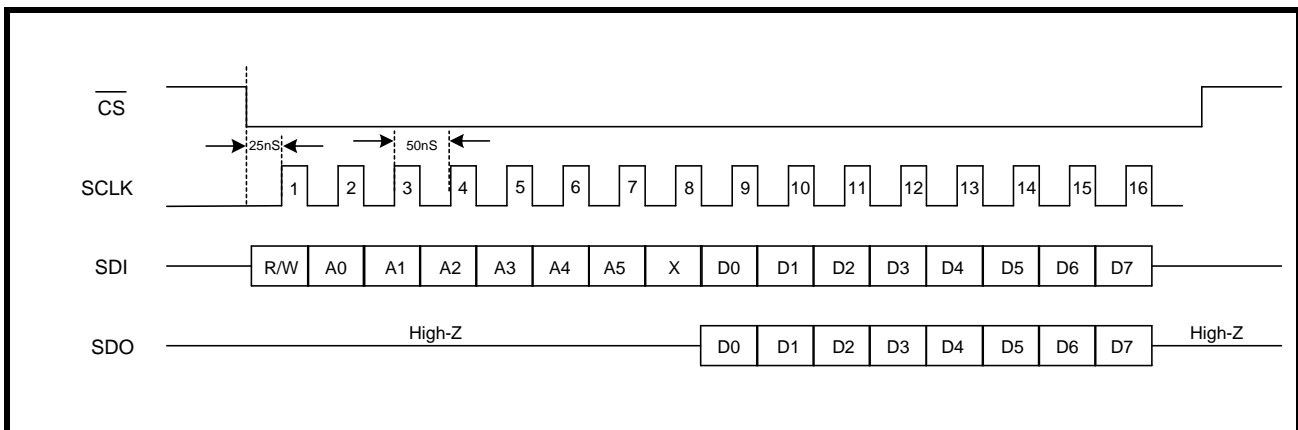 CS
25nS 50nS
SCLK 1 2 3 4 5 6 7 8 9 10 11 12 13 14 15 16
SDI R/W A0 A1 A2 A3 A4 A5 X D0 D1 D2 D3 D4 D5 D6 D7
High-Z High-Z
SDO D0 D1 D2 D3 D4 D5 D6 D7